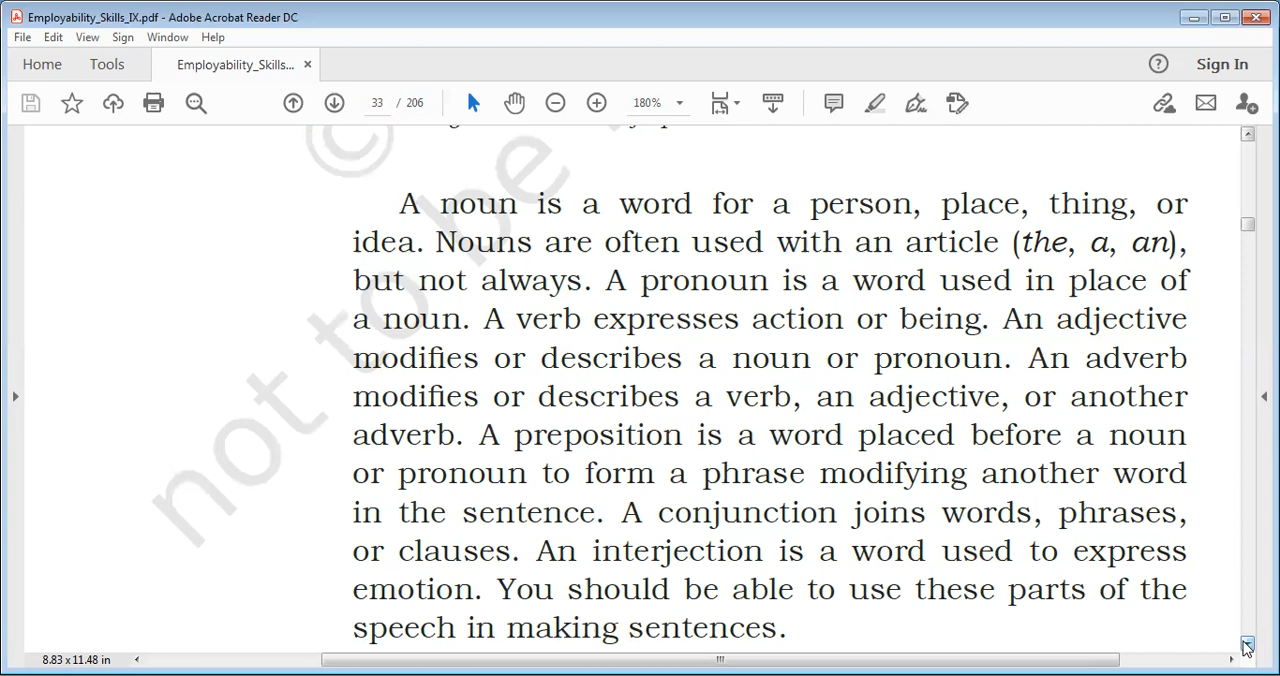 Employability_Skills_IX.pdf - Adobe Acrobat Reader DC
File Edit View Sign Window Help
Home Tools Employability_Skills... × Sign In
33 / 206 180%
©
not to be
A noun is a word for a person, place, thing, or
idea. Nouns are often used with an article (the, a, an),
but not always. A pronoun is a word used in place of
a noun. A verb expresses action or being. An adjective
modifies or describes a noun or pronoun. An adverb
modifies or describes a verb, an adjective, or another
adverb. A preposition is a word placed before a noun
or pronoun to form a phrase modifying another word
in the sentence. A conjunction joins words, phrases,
or clauses. An interjection is a word used to express
emotion. You should be able to use these parts of the
speech in making sentences.
8.83 x 11.48 in